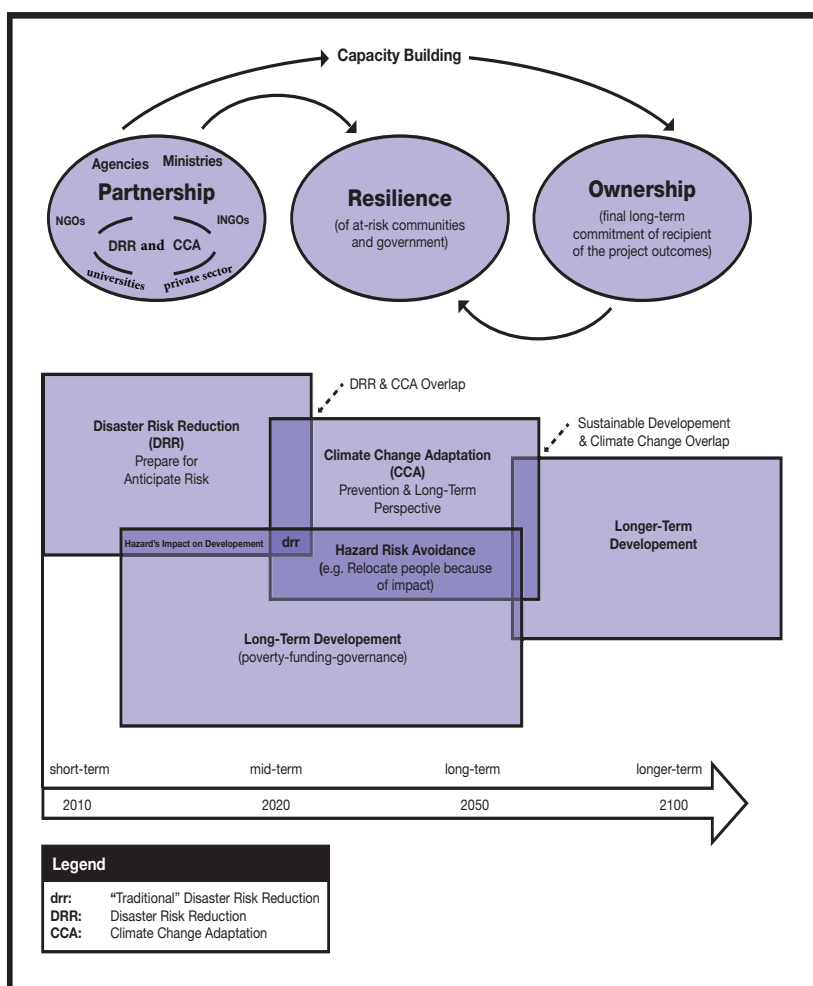 Capacity Building
Agencies Ministries
Partnership
NGOs INGOs
DRR and CCA
universities private sector
Resilience
(of at-risk communities
and government)
Ownership
(final long-term
commitment of recipient
of the project outcomes)
DRR & CCA Overlap
Disaster Risk Reduction
(DRR)
Prepare for
Anticipate Risk
Sustainable Developement
& Climate Change Overlap
Climate Change Adaptation
(CCA)
Prevention & Long-Term
Perspective
Longer-Term
Developement
Hazard's Impact on Developement drr
Hazard Risk Avoidance
(e.g. Relocate people because
of impact)
Long-Term Developement
(poverty-funding-governance)
short-term mid-term long-term longer-term
2010 2020 2050 2100
Legend
drr: "Traditional" Disaster Risk Reduction
DRR: Disaster Risk Reduction
CCA: Climate Change Adaptation